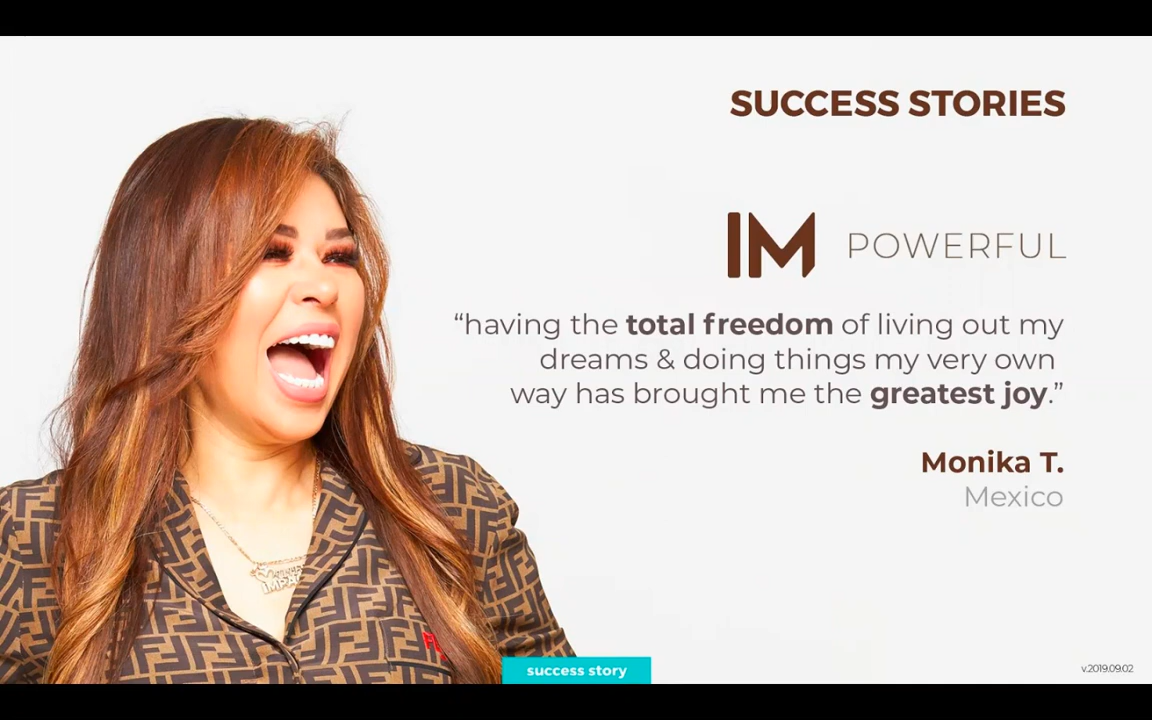 SUCCESS STORIES
IM POWERFUL
“having the total freedom of living out my
dreams & doing things my very own
way has brought me the greatest joy.”
Monika T.
Mexico
success story
v.2019.09.02